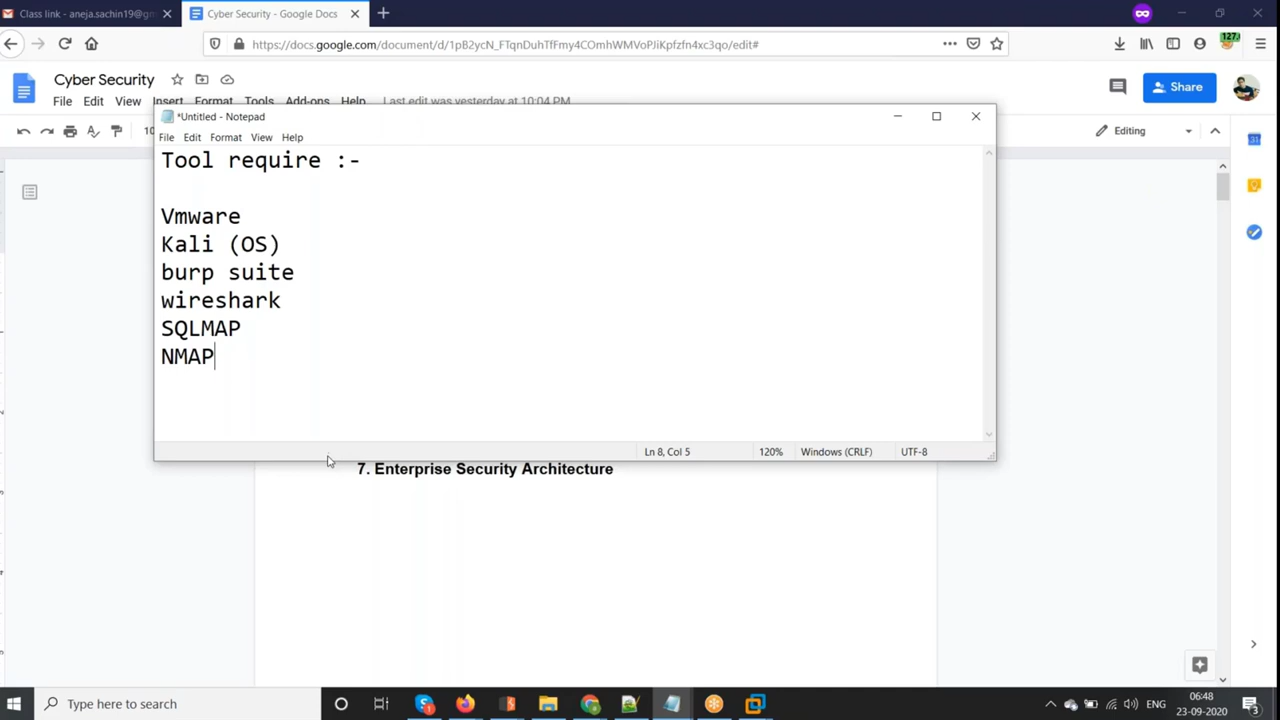 Class link - aneja.sachin19@gm
Cyber Security - Google Docs
https://docs.google.com/document/d/
127.
Cyber Security
File Edit View Insert Format Tools Add-ons Help Last edit was yesterday at 10:04 PM
Share
Editing
*Untitled - Notepad
File Edit Format View Help
Tool require :-
Vmware
Kali (OS)
burp suite
wireshark
SQLMAP
NMAP
Ln 8, Col 5 120% Windows (CRLF) UTF-8
7. Enterprise Security Architecture
Type here to search
ENG
06:48
23-09-2020
3